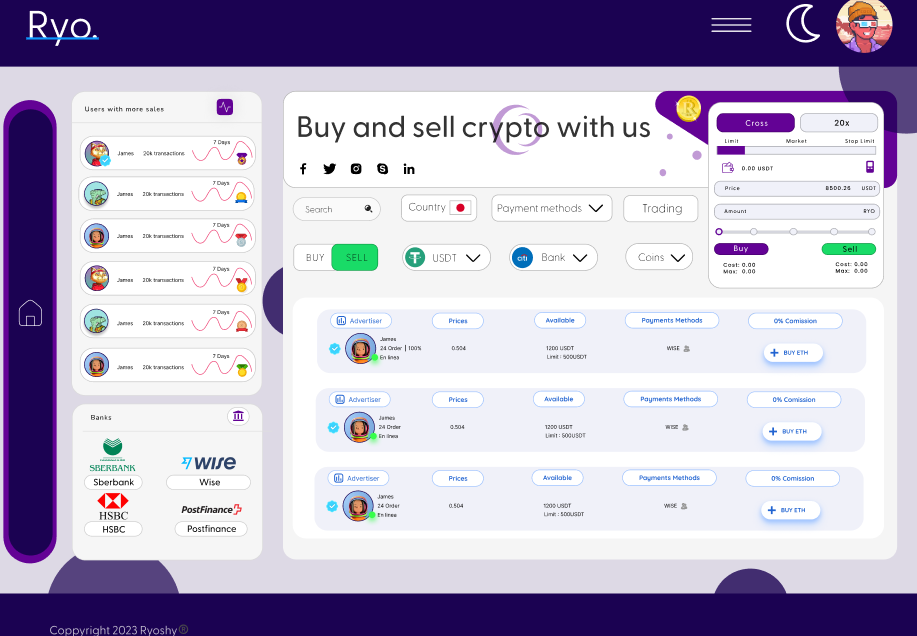 Ryo.
Users with more sales
James 20k transactions 7 Days
James 20k transactions 7 Days
James 20k transactions 7 Days
James 20k transactions 7 Days
James 20k transactions 7 Days
James 20k transactions 7 Days
Banks
SBERBANK
Sberbank
WISE
Wise
HSBC
HSBC
PostFinance
Postfinance
Buy and sell crypto with us
Search
Country
Payment methods
Trading
BUY
SELL
USDT
citi
Bank
Coins
R
Cross
20x
Limit
Market
Stop Limit
0.00 USDT
Price 8500.26 USDT
Amount RYO
Buy
Sell
Cost: 0.00
Max: 0.00
Cost: 0.00
Max: 0.00
Advertiser
Prices
Available
Payments Methods
0% Comission
James
24 Order | 100%
En linea
0.504
1200 USDT
Limit : 500USDT
WISE
+ BUY ETH
Advertiser
Prices
Available
Payments Methods
0% Comission
James
24 Order
En linea
0.504
1200 USDT
Limit : 500USDT
WISE
+ BUY ETH
Advertiser
Prices
Available
Payments Methods
0% Comission
James
24 Order
En linea
0.504
1200 USDT
Limit : 500USDT
WISE
+ BUY ETH
Coppyright 2023 Ryoshy®